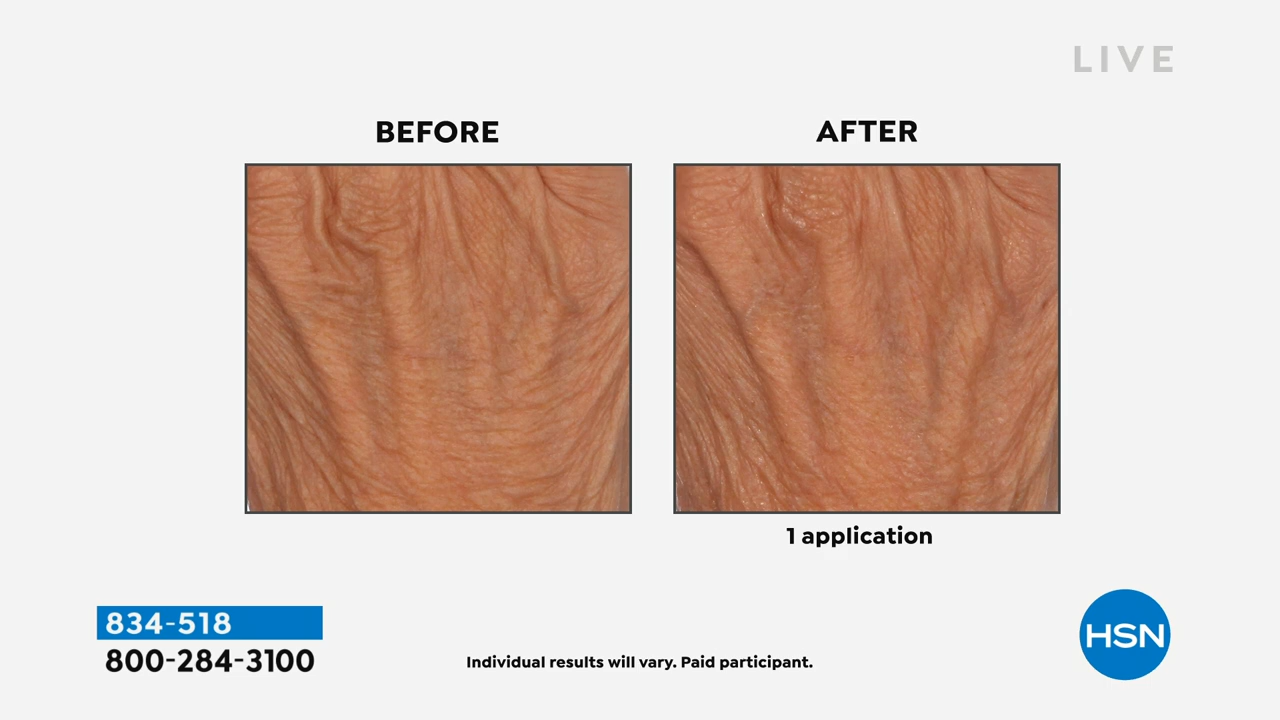 LIVE
BEFORE
AFTER
1 application
834-518
800-284-3100
Individual results will vary. Paid participant.
HSN